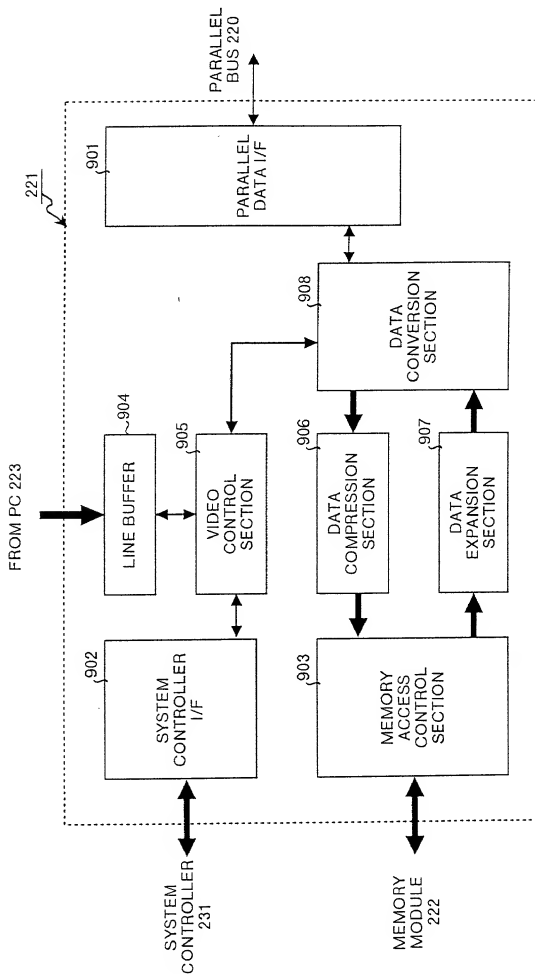 221
FROM PC 223
904
LINE BUFFER
905
VIDEO
CONTROL
SECTION
902
SYSTEM
CONTROLLER
I/F
SYSTEM
CONTROLLER
231
901
PARALLEL
DATA I/F
PARALLEL
BUS 220
908
DATA
CONVERSION
SECTION
906
DATA
COMPRESSION
SECTION
907
DATA
EXPANSION
SECTION
903
MEMORY
ACCESS
CONTROL
SECTION
MEMORY
MODULE
222